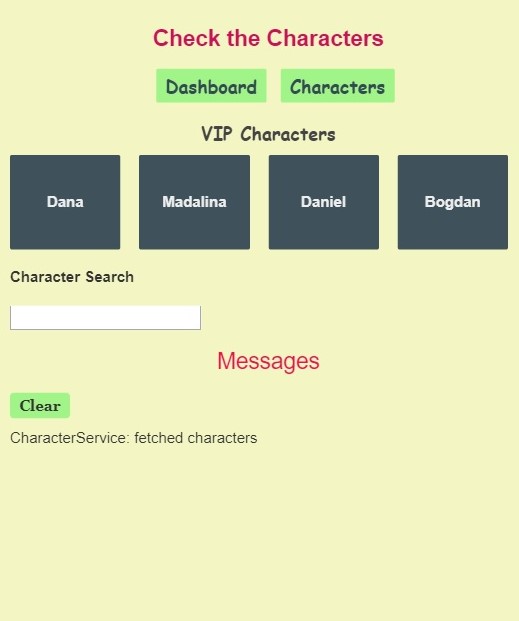 Check the Characters
Dashboard Characters
VIP Characters
Dana Madalina Daniel Bogdan
Character Search
Messages
Clear
CharacterService: fetched characters